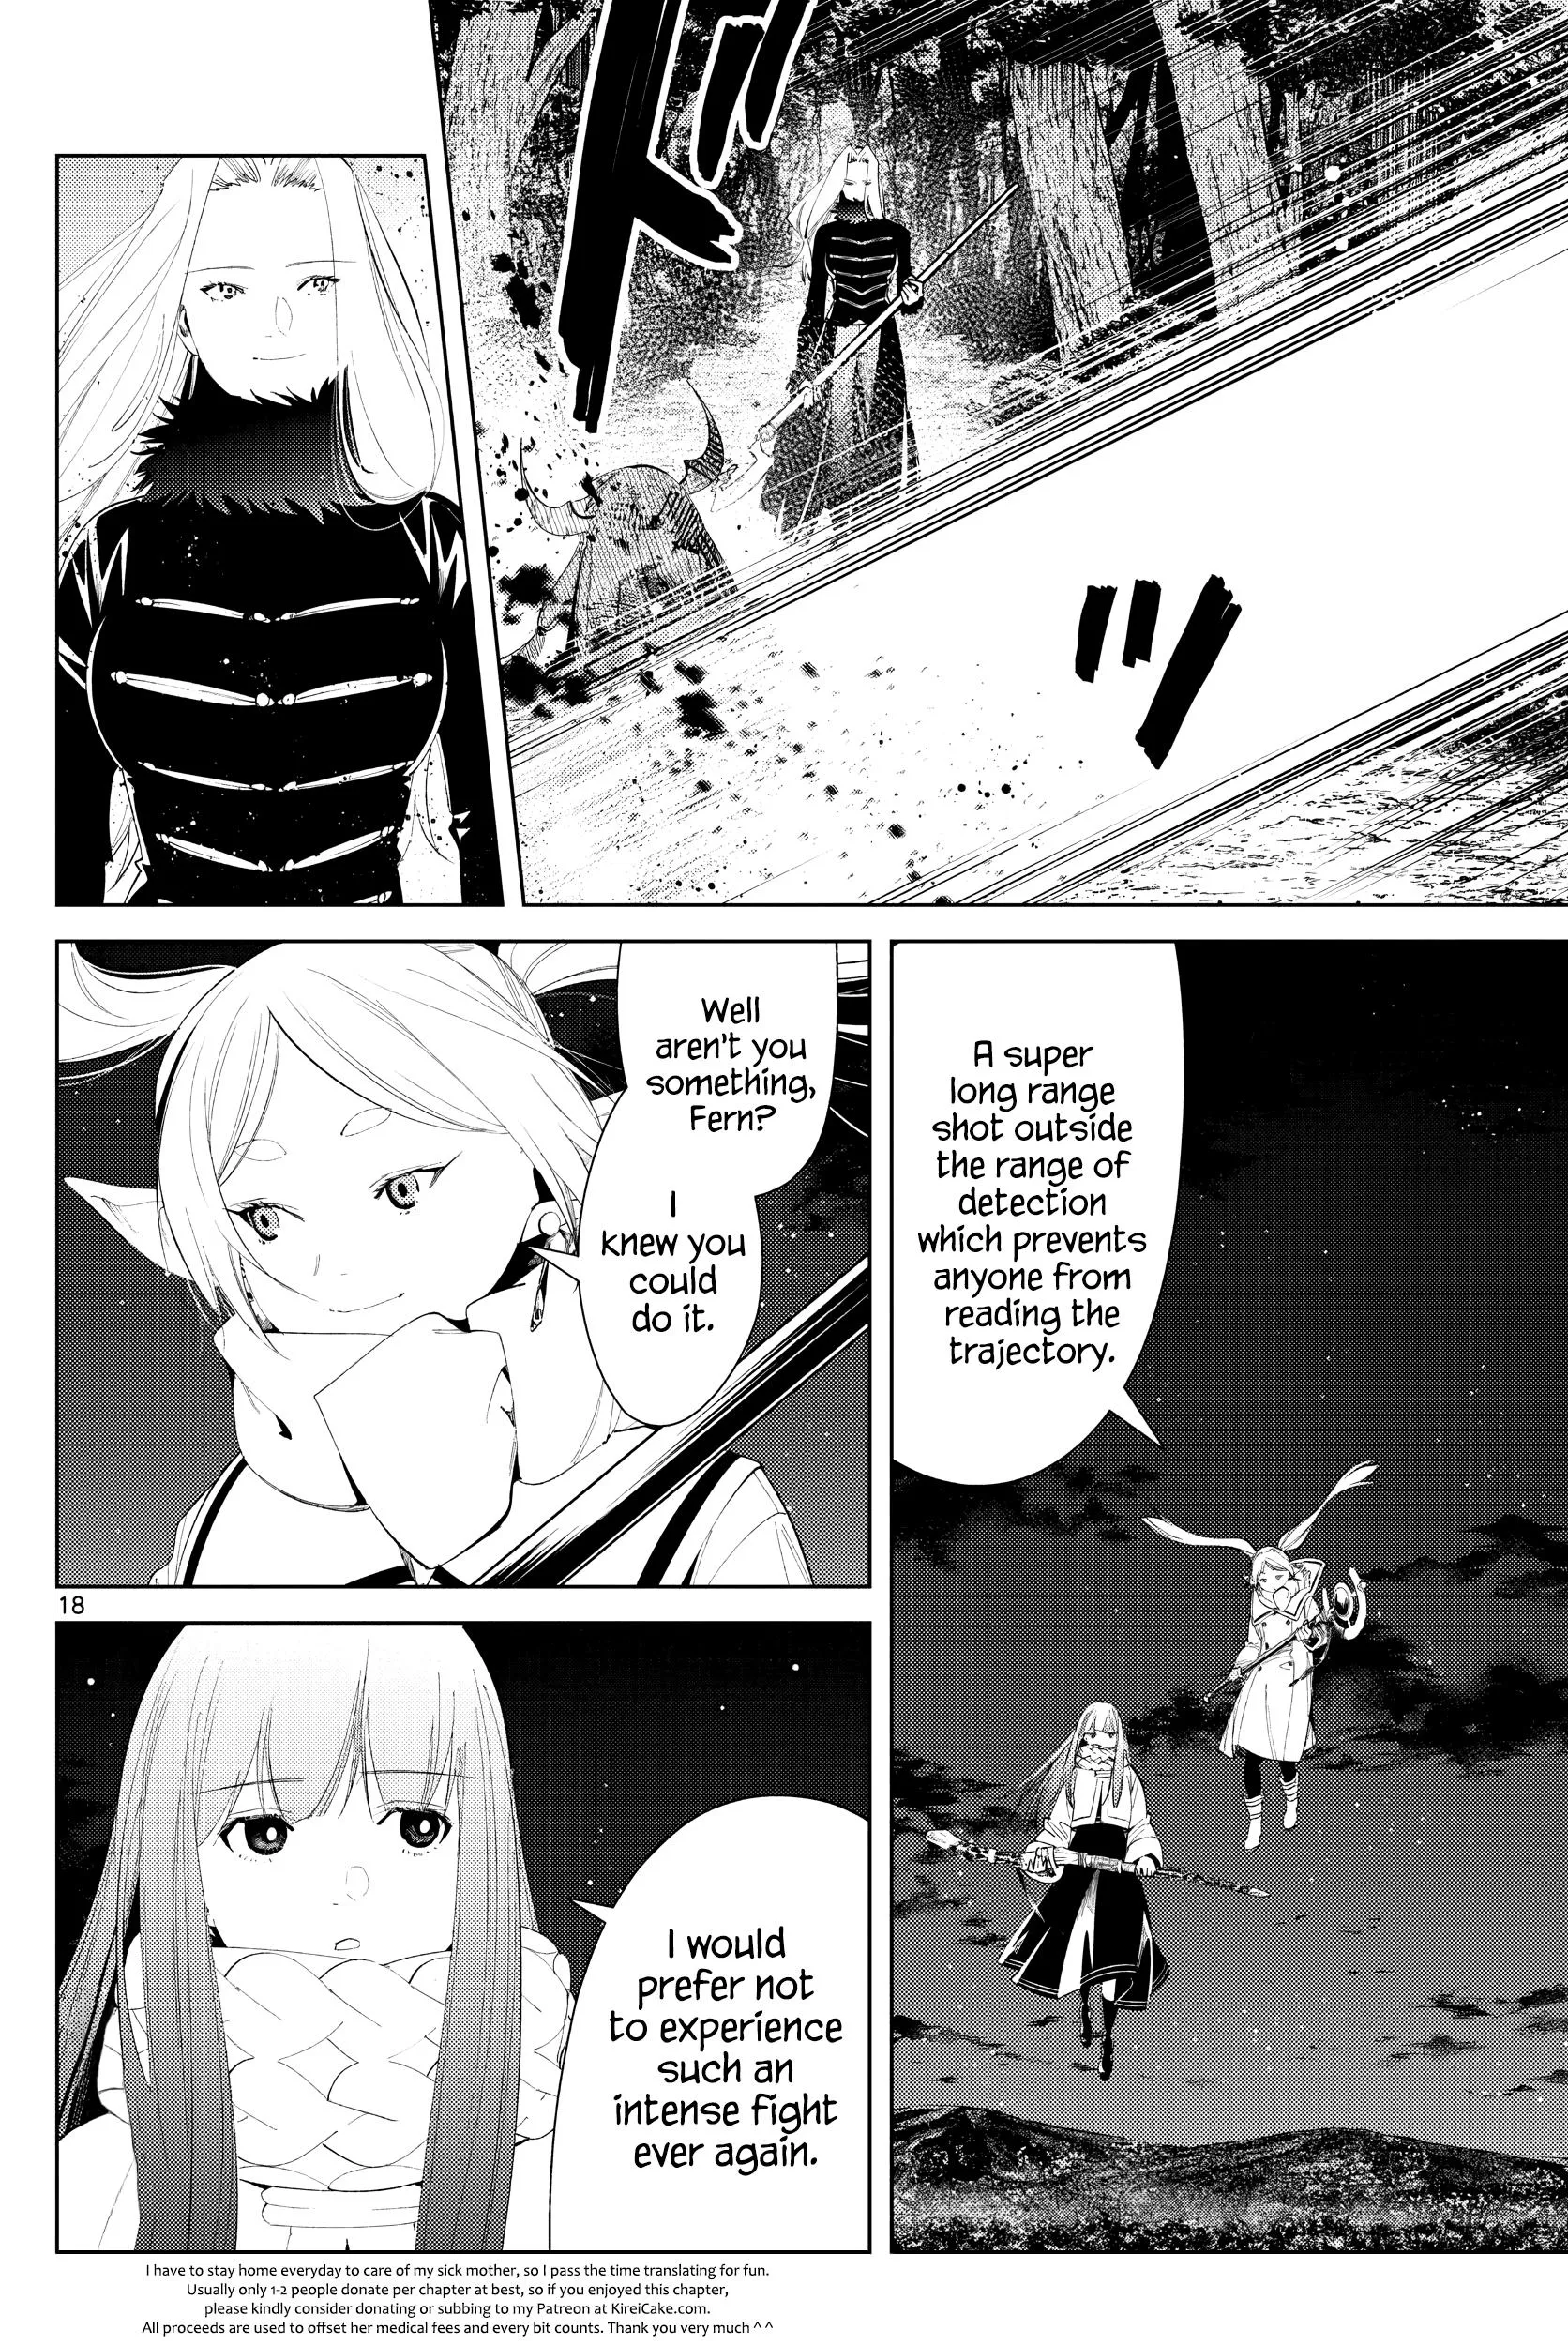 ドッ
A super
long range
shot outside
the range of
detection
which prevents
anyone from
reading the
trajectory.
Well
aren't you
something,
Fern?
I
knew you
could
do it.
18
I would
prefer not
to experience
such an
intense fight
ever again.
I have to stay home everyday to care of my sick mother, so I pass the time translating for fun.
Usually only 1-2 people donate per chapter at best, so if you enjoyed this chapter,
please kindly consider donating or subbing to my Patreon at KireiCake.com.
All proceeds are used to offset her medical fees and every bit counts. Thank you very much ^ ^